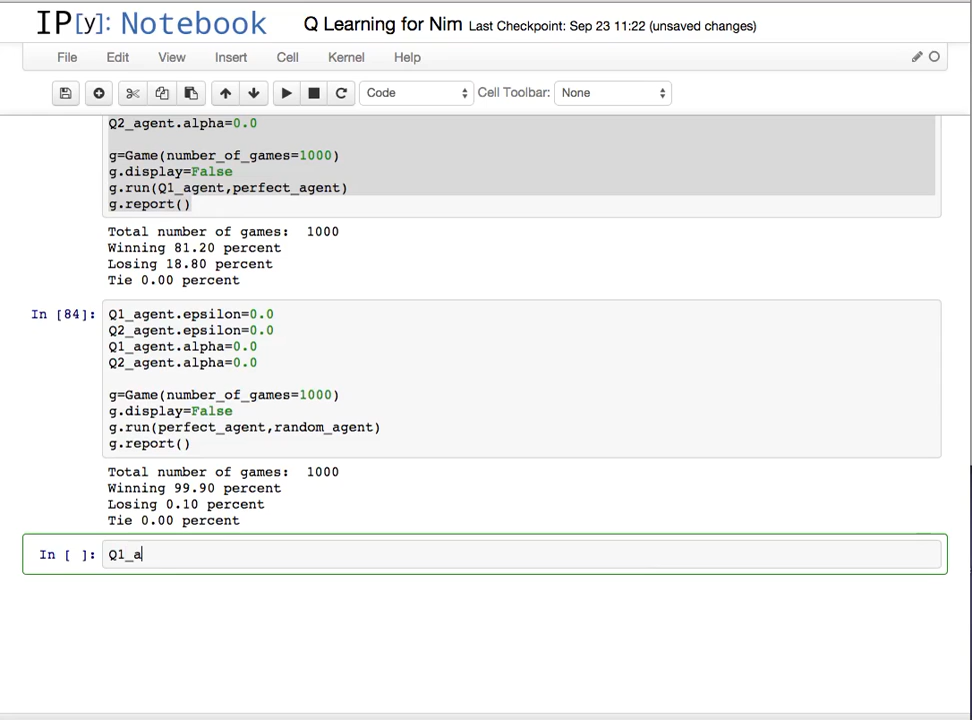 IP[y]: Notebook Q Learning for Nim Last Checkpoint: Sep 23 11:22 (unsaved changes)
File Edit View Insert Cell Kernel Help
Code Cell Toolbar: None
Q2_agent.alpha=0.0
g=Game(number_of_games=1000)
g.display=False
g.run(Q1_agent,perfect_agent)
g.report()
Total number of games:  1000
Winning 81.20 percent
Losing 18.80 percent
Tie 0.00 percent
In [84]: Q1_agent.epsilon=0.0
Q2_agent.epsilon=0.0
Q1_agent.alpha=0.0
Q2_agent.alpha=0.0
g=Game(number_of_games=1000)
g.display=False
g.run(perfect_agent,random_agent)
g.report()
Total number of games:  1000
Winning 99.90 percent
Losing 0.10 percent
Tie 0.00 percent
In [ ]: Q1_a